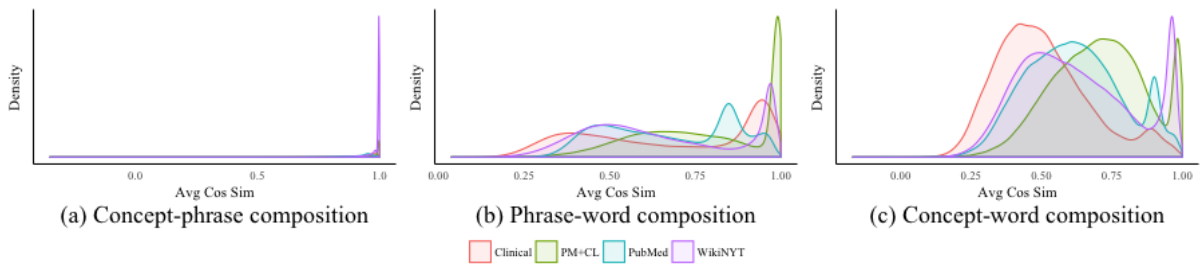 Density
0.0 0.5 1.0
Avg Cos Sim
(a) Concept-phrase composition
Density
0.00 0.25 0.50 0.75 1.00
Avg Cos Sim
(b) Phrase-word composition
Density
0.00 0.25 0.50 0.75 1.00
Avg Cos Sim
(c) Concept-word composition
Clinical PM+CL PubMed WikiNYT